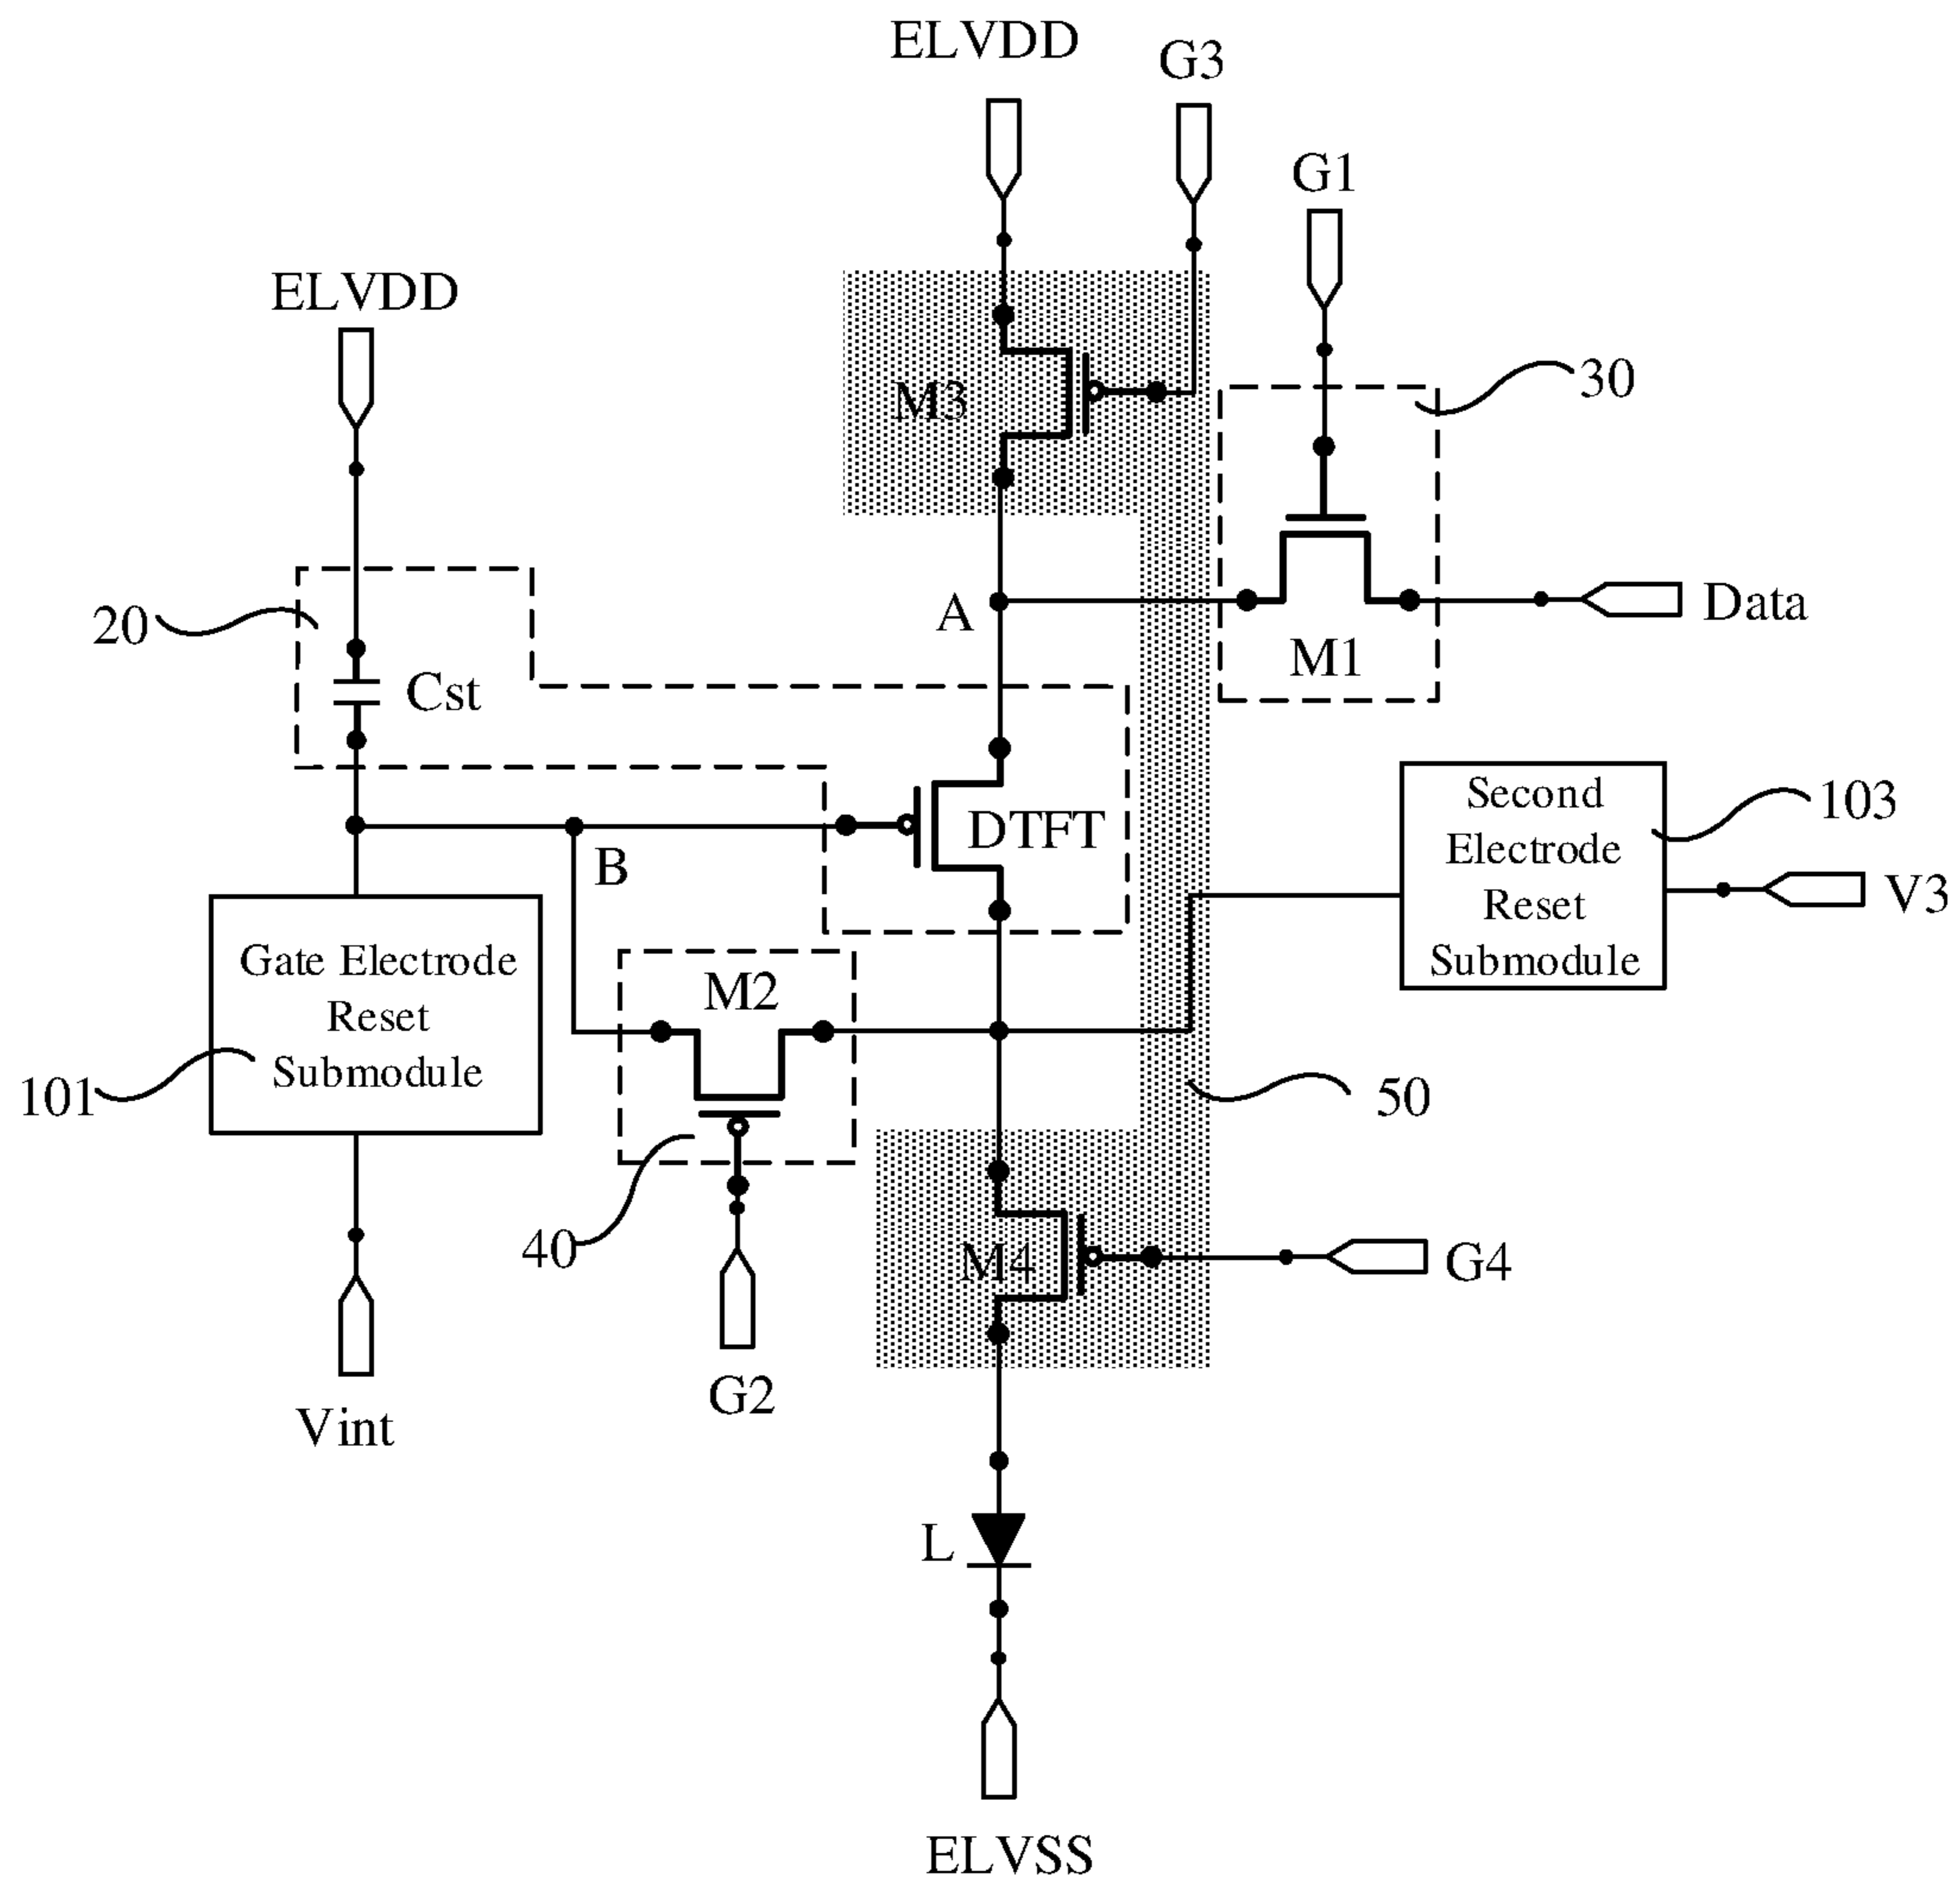 ELVDD
G3
G1
ELVDD
M3
30
20
Cst
A
M1
Data
DTFT
B
Second
Electrode
Reset
Submodule
103
V3
Gate Electrode
Reset
Submodule
101
M2
50
40
M4
G4
G2
Vint
L
ELVSS